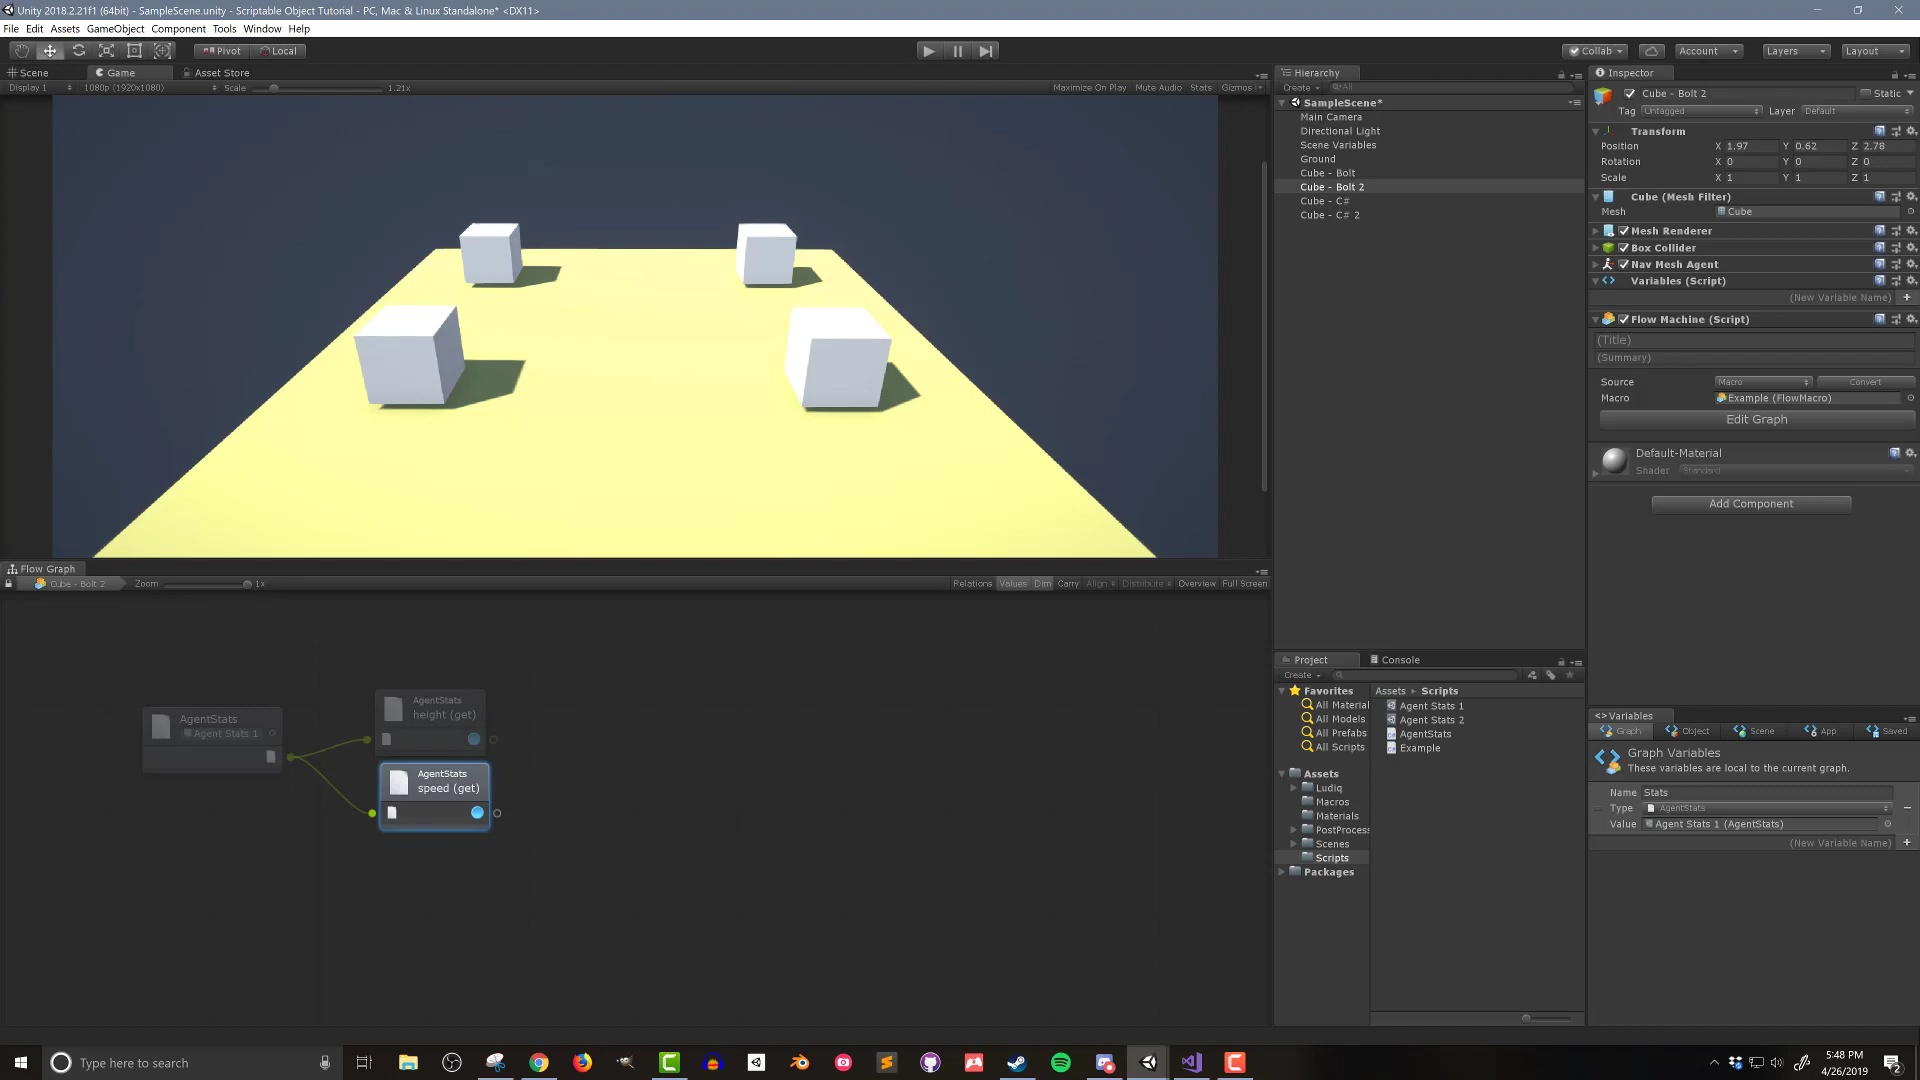 Unity 2018.2.21f1 (64bit) - SampleScene.unity - Scriptable Object Tutorial - PC, Mac & Linux Standalone* <DX11>
File Edit Assets GameObject Component Tools Window Help
Pivot Local Collab Account Layers Layout
Scene Game Asset Store
Display 1 1080p (1920x1080) Scale 1.21x Maximize On Play Mute Audio Stats Gizmos
Hierarchy
Create All
SampleScene*
Main Camera
Directional Light
Scene Variables
Ground
Cube - Bolt
Cube - Bolt 2
Cube - C#
Cube - C# 2
Inspector
Cube - Bolt 2 Static
Tag Untagged Layer Default
Transform
Position X 1.97 Y 0.62 Z 2.78
Rotation X 0 Y 0 Z 0
Scale X 1 Y 1 Z 1
Cube (Mesh Filter)
Mesh Cube
Mesh Renderer
Box Collider
Nav Mesh Agent
Variables (Script)
(New Variable Name)
Flow Machine (Script)
(Title)
(Summary)
Source Macro Convert
Macro Example (FlowMacro)
Edit Graph
Default-Material
Shader Standard
Add Component
Flow Graph
Cube - Bolt 2 Zoom 1x Relations Values Dim Carry Align Distribute Overview Full Screen
AgentStats
Agent Stats 1
AgentStats
height (get)
AgentStats
speed (get)
Project Console
Create
Favorites
All Material
All Models
All Prefabs
All Scripts
Assets
Ludiq
Macros
Materials
PostProcess
Scenes
Scripts
Packages
Assets Scripts
Agent Stats 1
Agent Stats 2
AgentStats
Example
Variables
Graph Object Scene App Saved
Graph Variables
These variables are local to the current graph.
Name Stats
Type AgentStats
Value Agent Stats 1 (AgentStats)
(New Variable Name)
Type here to search
5:48 PM
4/26/2019
2